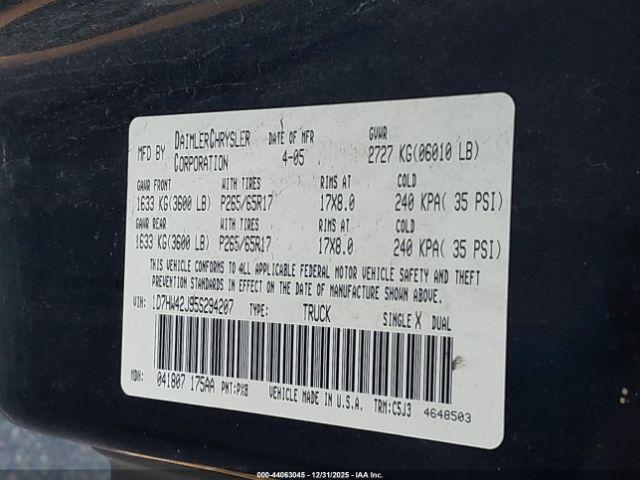 MFD BY DAIMLERCHRYSLER CORPORATION DATE OF MFR 4-05 GVWR 2727 KG(06010 LB)
GAWR FRONT WITH TIRES RIMS AT COLD
1633 KG(3600 LB) P265/65R17 17X8.0 240 KPA( 35 PSI)
GAWR REAR WITH TIRES RIMS AT COLD
1633 KG(3600 LB) P265/65R17 17X8.0 240 KPA( 35 PSI)
THIS VEHICLE CONFORMS TO ALL APPLICABLE FEDERAL MOTOR VEHICLE SAFETY AND THEFT
PREVENTION STANDARDS IN EFFECT ON THE DATE OF MANUFACTURE SHOWN ABOVE.
VIN: 1D7HW42J95S294207 TYPE: TRUCK SINGLE X DUAL
MDH: 041807 175AA PNT:PXB VEHICLE MADE IN U.S.A. TRM:C5J3 4648503
000-44063045 - 12/31/2025 - IAA Inc.